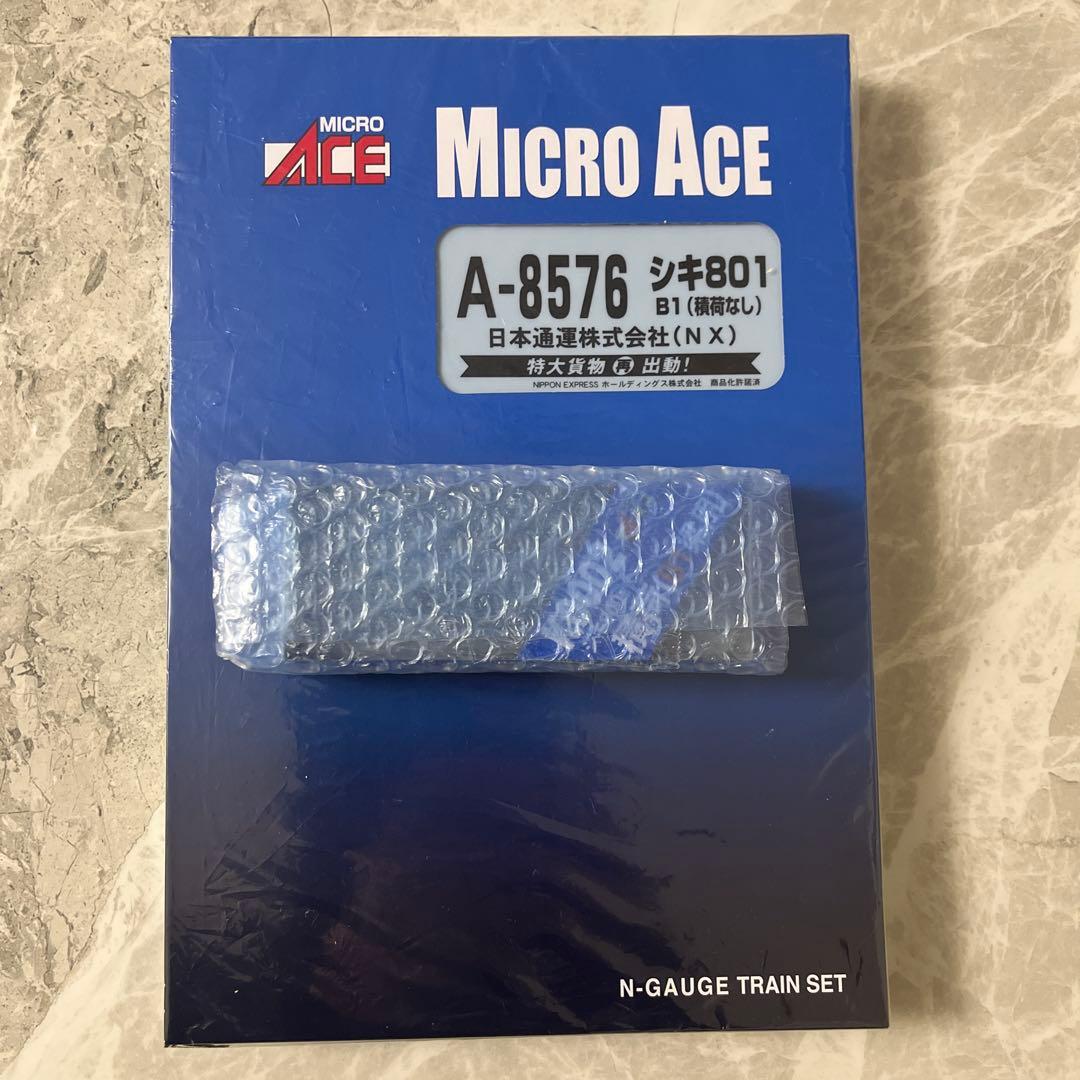 MICRO
ACE
MICRO ACE
A-8576 シキ801
B1(積荷なし)
日本通運株式会社(NX)
特大貨物 再 出動!
NIPPON EXPRESS ホールディングス株式会社 商品化許諾済
N-GAUGE TRAIN SET